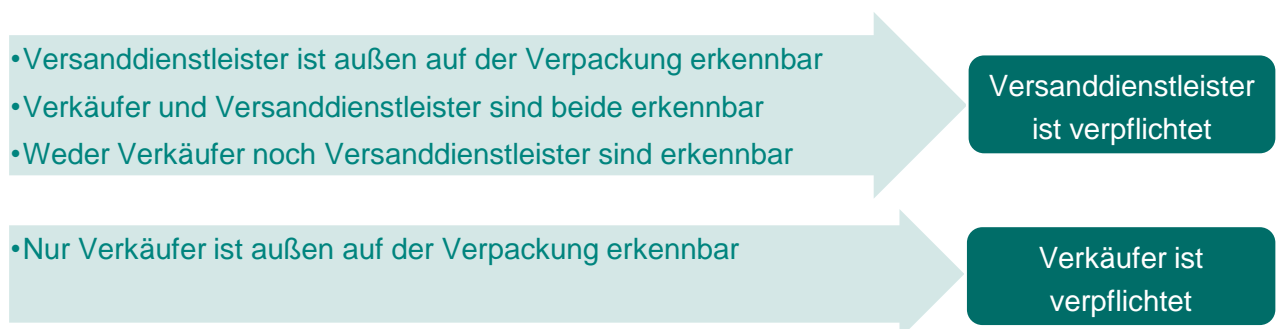 •Versanddienstleister ist außen auf der Verpackung erkennbar
•Verkäufer und Versanddienstleister sind beide erkennbar
•Weder Verkäufer noch Versanddienstleister sind erkennbar
Versanddienstleister
ist verpflichtet
•Nur Verkäufer ist außen auf der Verpackung erkennbar
Verkäufer ist
verpflichtet